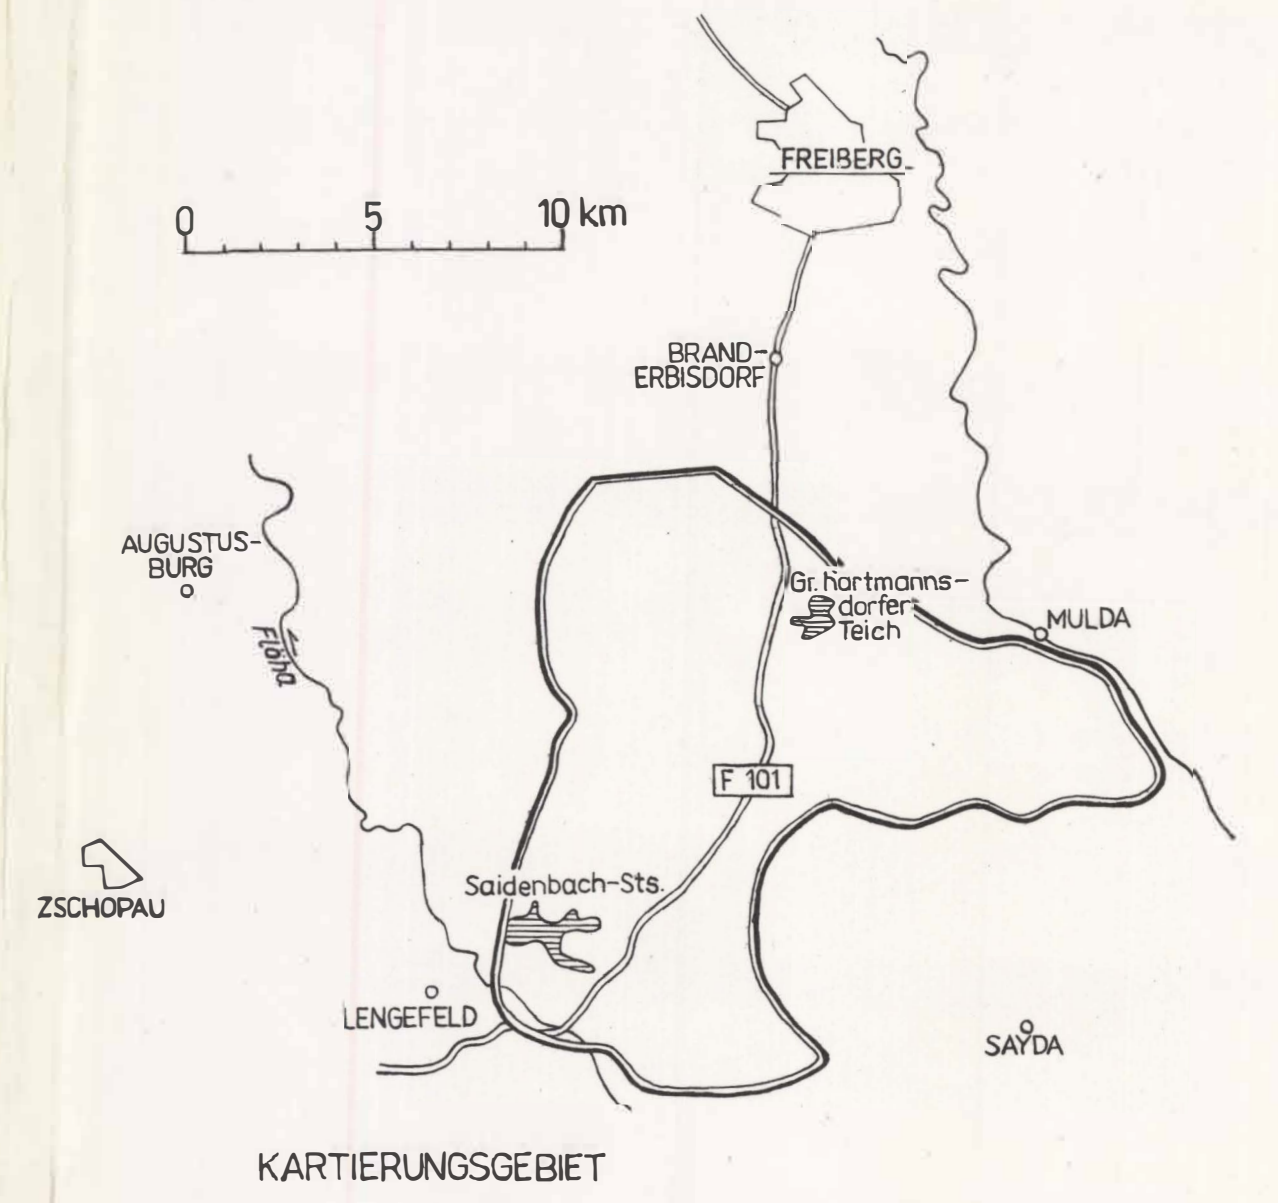 FREIBERG
0 5 10 km
BRAND-
ERBISDORF
AUGUSTUS-
BURG
Gr. hartmanns-
dorfer
Teich
MULDA
Flöha
F 101
Saidenbach-Sts.
ZSCHOPAU
LENGEFELD
SAYDA
KARTIERUNGSGEBIET